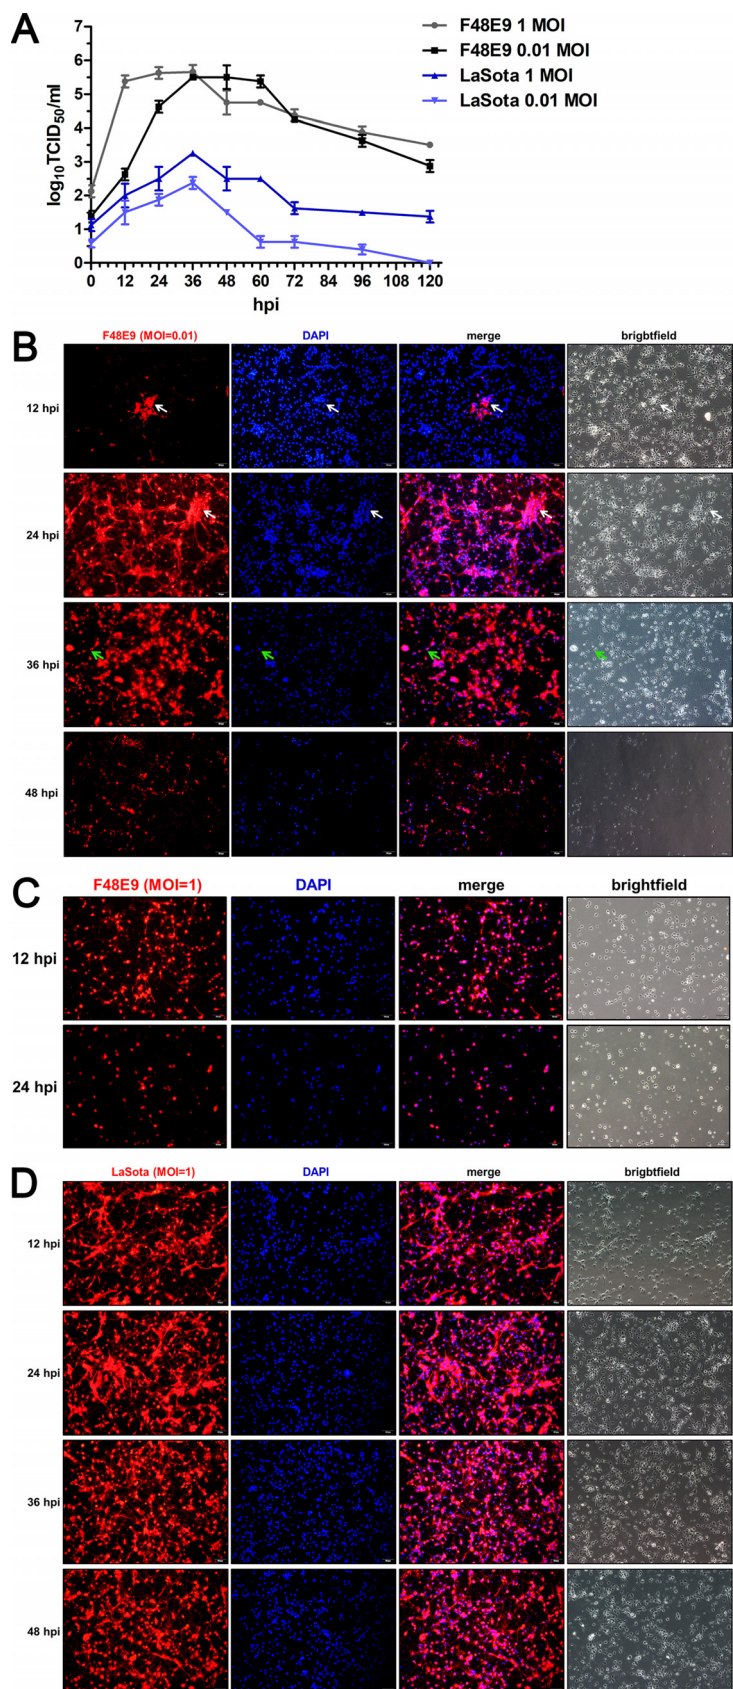 A
F48E9 1 MOI
F48E9 0.01 MOI
LaSota 1 MOI
LaSota 0.01 MOI
log10TCID50/ml
7
6
5
4
3
2
1
0
0 12 24 36 48 60 72 84 96 108 120
hpi
B
F48E9 (MOI=0.01) DAPI merge brigbtfield
12 hpi
24 hpi
36 hpi
48 hpi
C
F48E9 (MOI=1) DAPI merge brightfield
12 hpi
24 hpi
D
LaSota (MOI=1) DAPI merge brigbtfield
12 hpi
24 hpi
36 hpi
48 hpi